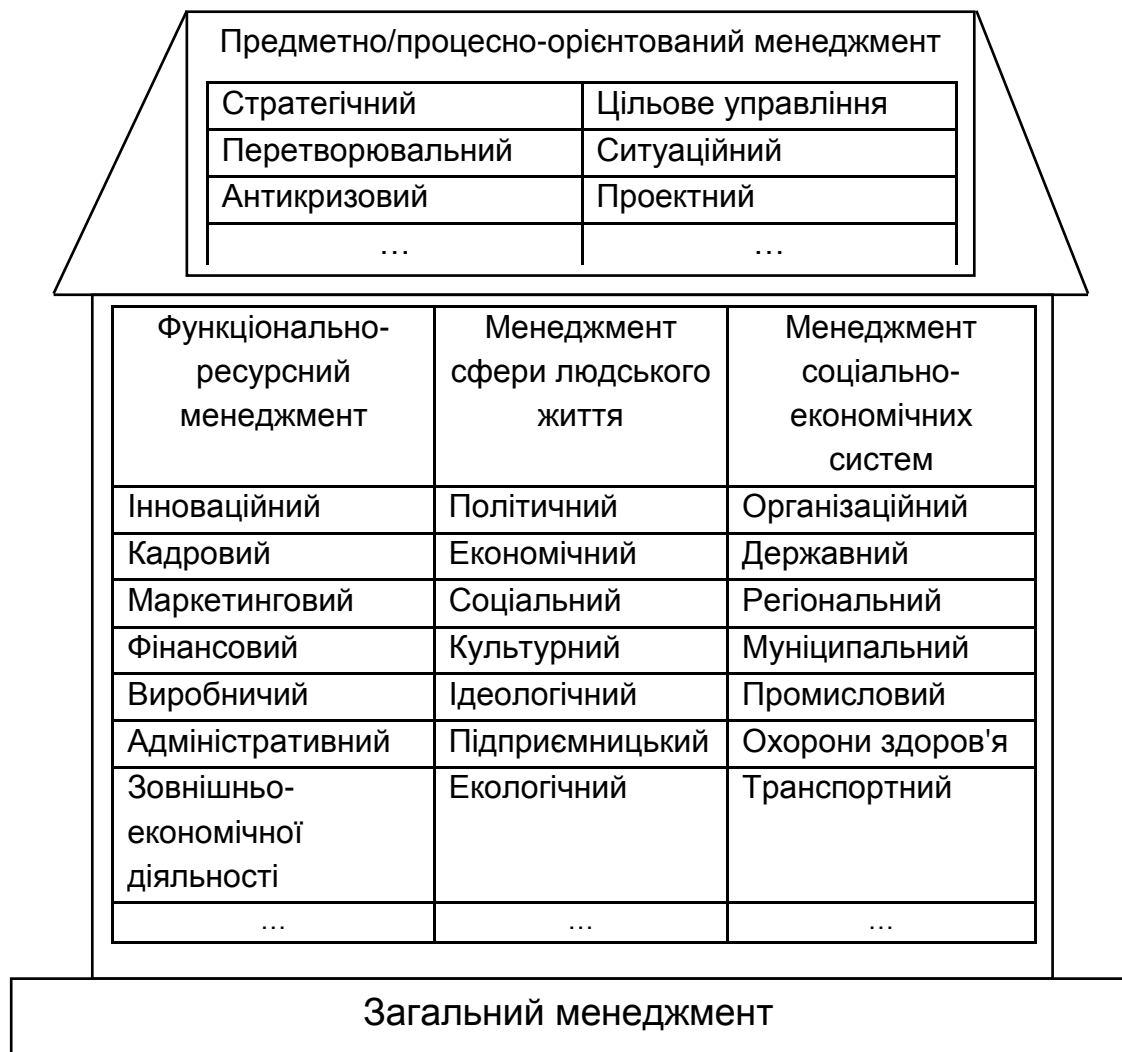 Предметно/процесно-орієнтований менеджмент
Стратегічний Цільове управління
Перетворювальний Ситуаційний
Антикризовий Проектний
… …
Функціонально-
ресурсний
менеджмент
Менеджмент
сфери людського
життя
Менеджмент
соціально-
економічних
систем
Інноваційний Політичний Організаційний
Кадровий Економічний Державний
Маркетинговий Соціальний Регіональний
Фінансовий Культурний Муніципальний
Виробничий Ідеологічний Промисловий
Адміністративний Підприємницький Охорони здоров'я
Зовнішньо-
економічної
діяльності
Екологічний Транспортний
… … …
Загальний менеджмент